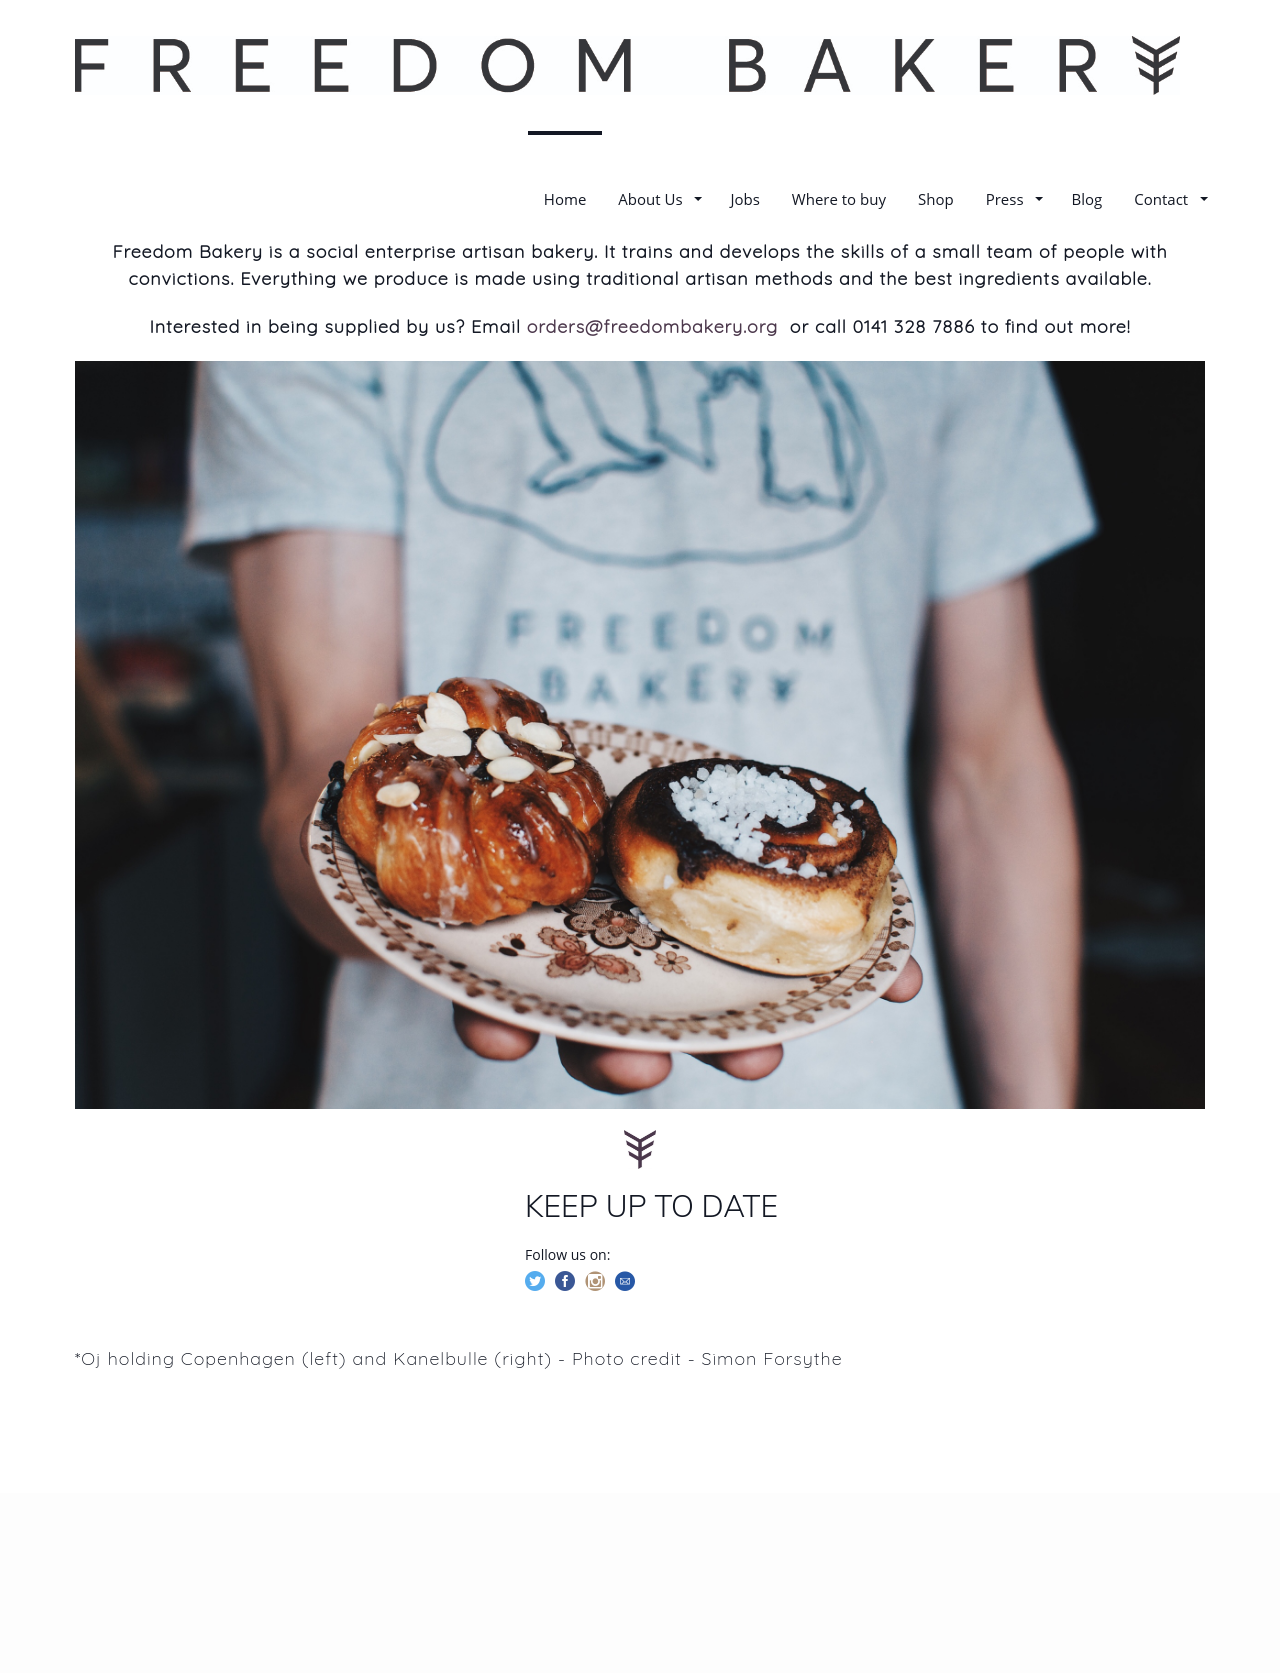 FREEDOM BAKERY
Home About Us Jobs Where to buy Shop Press Blog Contact
Freedom Bakery is a social enterprise artisan bakery. It trains and develops the skills of a small team of people with
convictions. Everything we produce is made using traditional artisan methods and the best ingredients available.
Interested in being supplied by us? Email orders@freedombakery.org or call 0141 328 7886 to find out more!
FREEDOM
BAKERY
KEEP UP TO DATE
Follow us on:
*Oj holding Copenhagen (left) and Kanelbulle (right) - Photo credit - Simon Forsythe